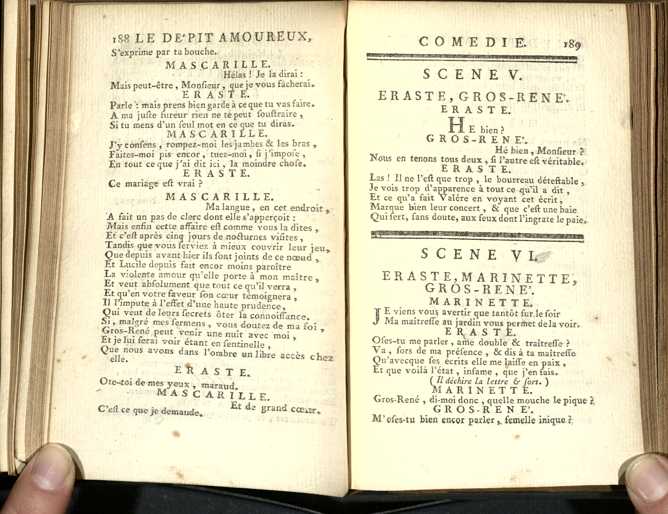 188 LE DEPIT AMOUREUX,
S'exprime par ta bouche.
MASCARILLE.
Hélas ! Je la dirai :
Mais peut-être, Monsieur, que je vous fâcherai.
ERASTE.
Parle : mais prens bien garde à ce que tu vas faire.
A ma juste fureur rien ne te peut soustraire,
Si tu mens d'un seul mot en ce que tu diras.
MASCARILLE.
J'y consens, rompez-moi les jambes & les bras,
Faites-moi pis encor, tuez-moi, si j'impose,
En tout ce que j'ai dit ici, la moindre chose.
ERASTE.
Ce mariage est vrai ?
MASCARILLE.
Ma langue, en cet endroit,
A fait un pas de clerc dont elle s'apperçoit :
Mais enfin cette affaire est comme vous la dites,
Et c'est après cinq jours de nocturnes visites,
Tandis que vous serviez à mieux couvrir leur jeu,
Que depuis avant-hier ils sont joints de ce nœud,
Et Lucile depuis fait encor moins paroître
La violente amour qu'elle porte à mon maître,
Et veut absolument que tout ce qu'il verra,
Et qu'en votre faveur son cœur témoignera,
Il l'impute à l'effet d'une haute prudence,
Qui veut de leurs secrets ôter la connoissance.
Si, malgré mes sermens, vous doutez de ma foi,
Gros-René peut venir une nuit avec moi,
Et je lui ferai voir étant en sentinelle,
Que nous avons dans l'ombre un libre accès chez
elle.
ERASTE.
Ote-toi de mes yeux, maraud.
MASCARILLE.
Et de grand cœur,
C'est ce que je demande.
COMEDIE. 189
SCENE V.
ERASTE, GROS-RENE'.
ERASTE.
HE bien ?
GROS-RENE'.
Hé bien, Monsieur ?
Nous en tenons tous deux, si l'autre est véritable.
ERASTE.
Las ! Il ne l'est que trop, le bourreau détestable,
Je vois trop d'apparence à tout ce qu'il a dit,
Et ce qu'a fait Valére en voyant cet écrit,
Marque bien leur concert, & que c'est une baie
Qui sert, sans doute, aux feux dont l'ingrate le paie.
SCENE VI.
ERASTE, MARINETTE,
GROS-RENE'.
MARINETTE.
JE viens vous avertir que tantôt sur le soir
Ma maîtresse au jardin vous permet de la voir.
ERASTE.
Oses-tu me parler, ame double & traîtresse ?
Va, sors de ma présence, & dis à ta maîtresse
Qu'avecque ses écrits elle me laisse en paix,
Et que voilà l'état, infame, que j'en fais.
( Il déchire la lettre & sort. )
MARINETTE.
Gros-René, di-moi donc, quelle mouche le pique ?
GROS-RENE'.
M'oses-tu bien encor parler, femelle inique ?